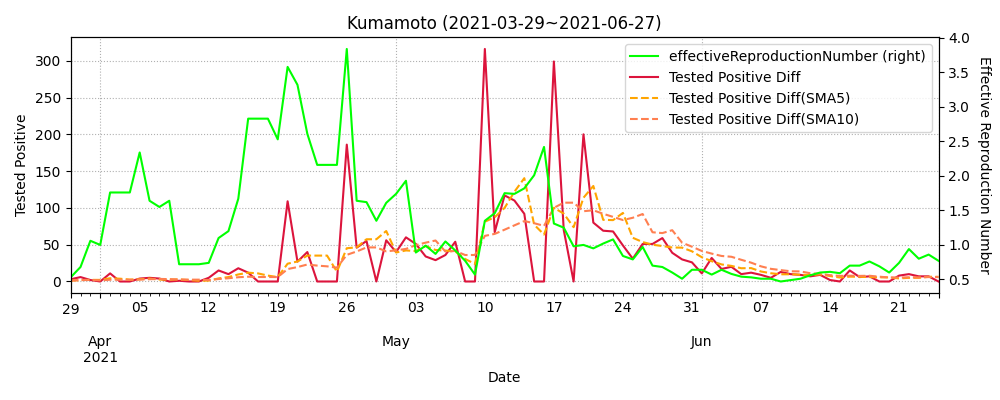 Kumamoto (2021-03-29~2021-06-27)
effectiveReproductionNumber (right)
Tested Positive Diff
Tested Positive Diff(SMA5)
Tested Positive Diff(SMA10)
Tested Positive
300
250
200
150
100
50
0
4.0
3.5
3.0
2.5
2.0
1.5
1.0
0.5
Effective Reproduction Number
29 05 12 19 26 03 10 17 24 31 07 14 21
Apr May Jun
2021
Date